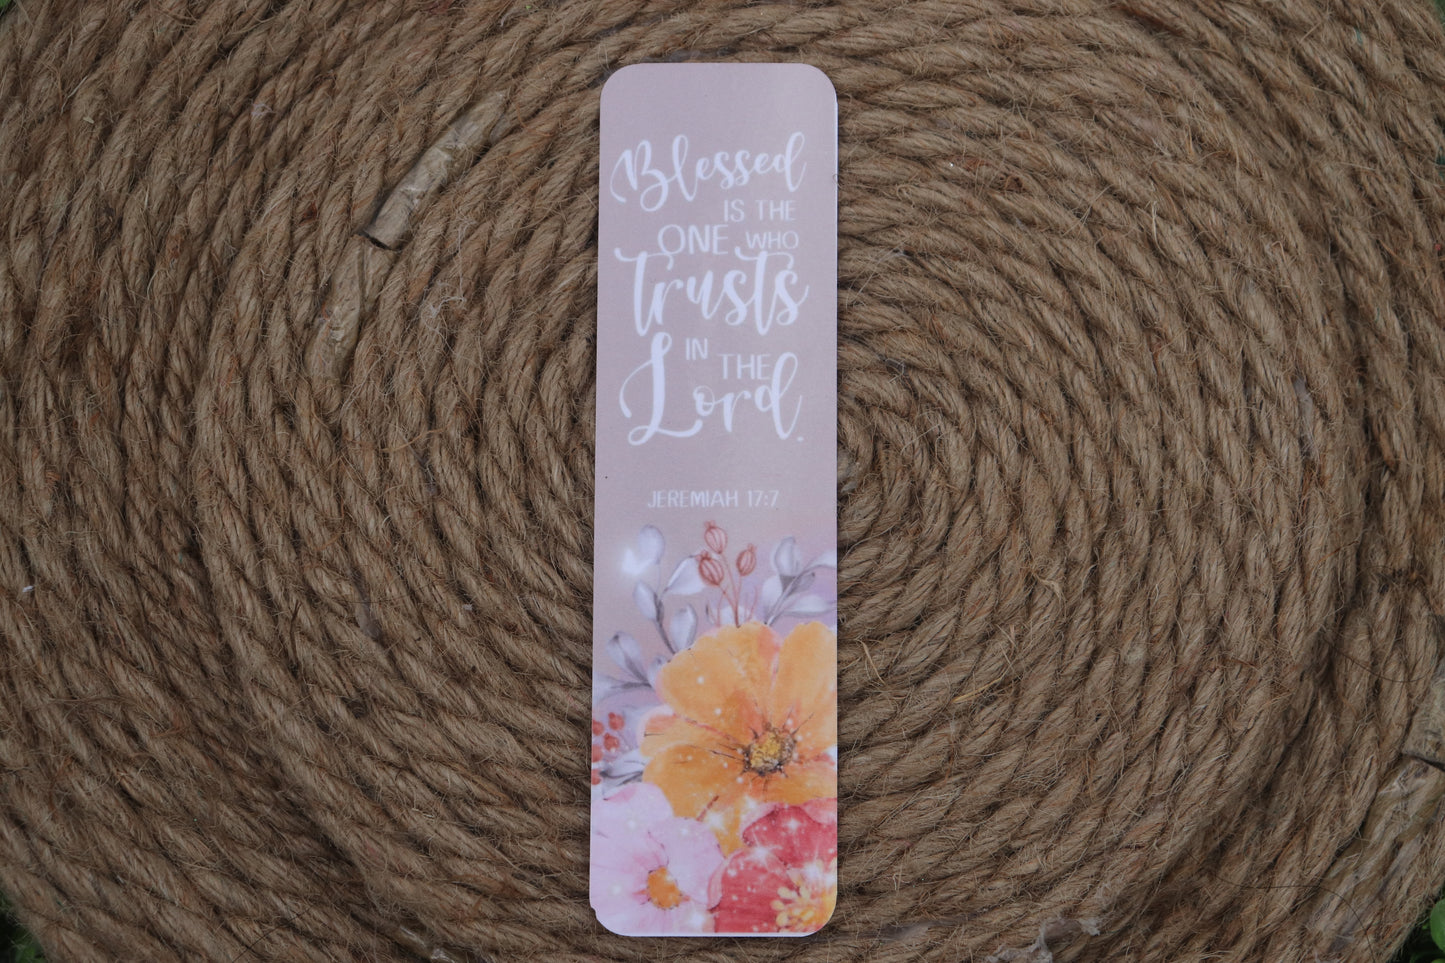 Blessed
IS THE
ONE WHO
Trusts
IN THE
Lord.
JEREMIAH 17:7